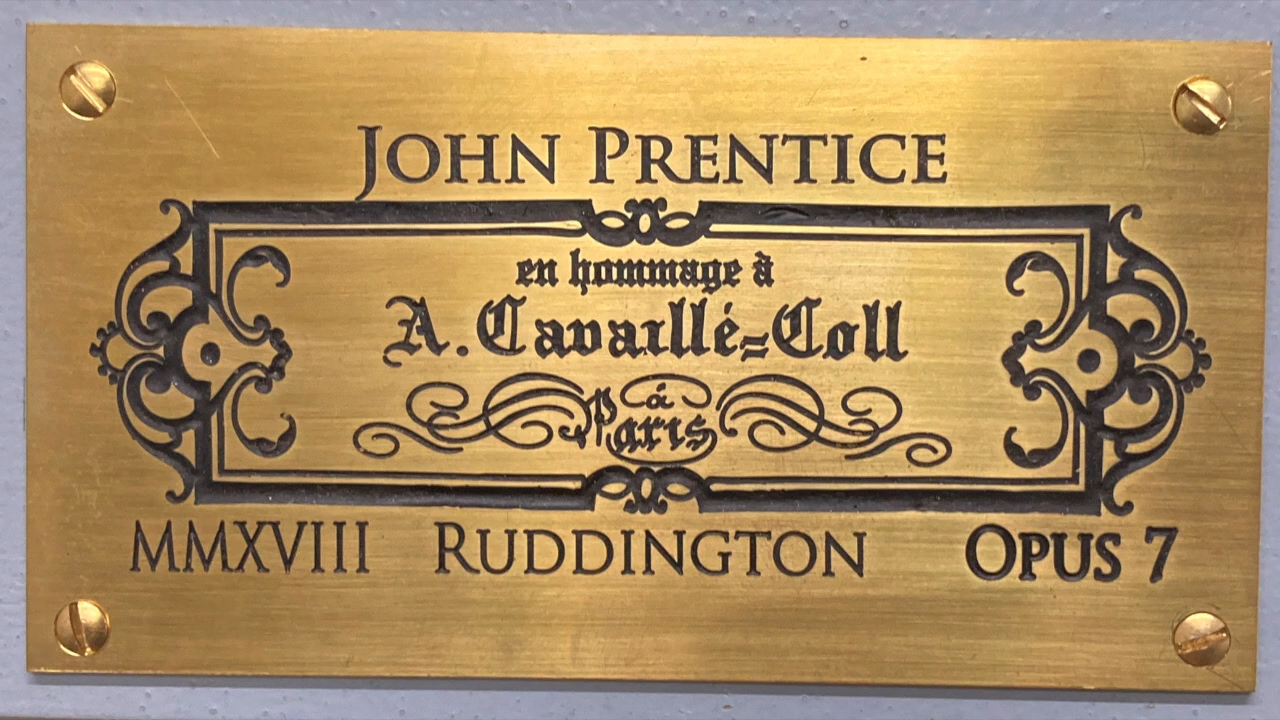 JOHN PRENTICE
en hommage à
A. Cavaillé=Coll
á
Paris
MMXVIII RUDDINGTON OPUS 7